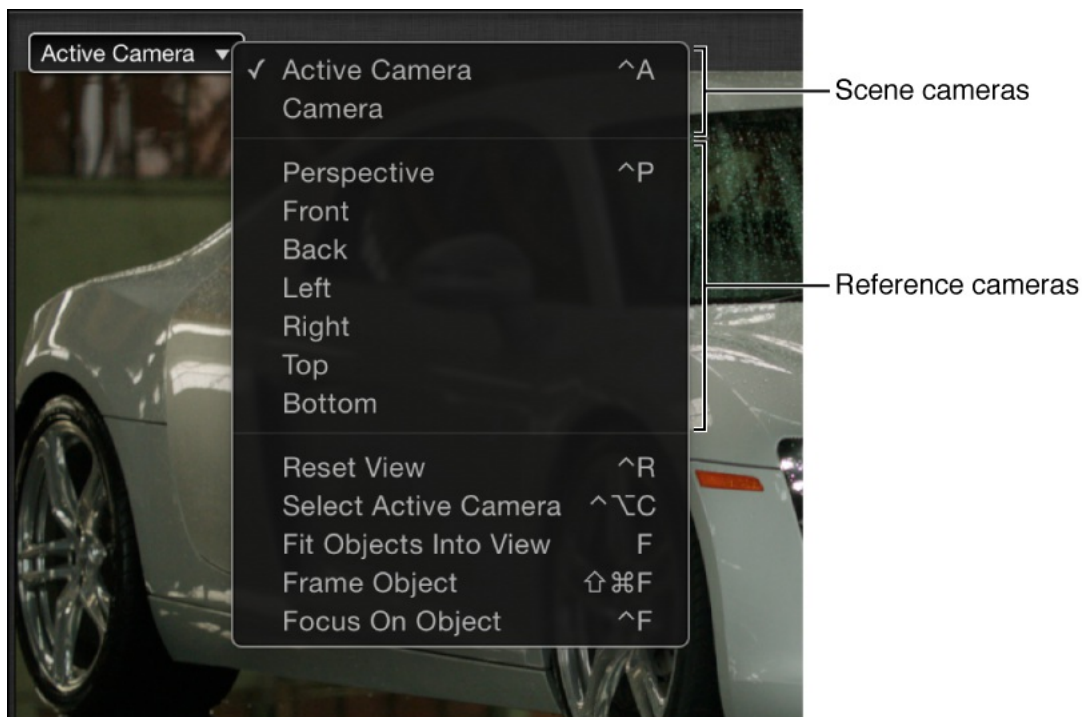 Active Camera ▼
✓ Active Camera ^A
Camera
Perspective ^P
Front
Back
Left
Right
Top
Bottom
Reset View ^R
Select Active Camera ^⌥C
Fit Objects Into View F
Frame Object ⇧⌘F
Focus On Object ^F
Scene cameras
Reference cameras